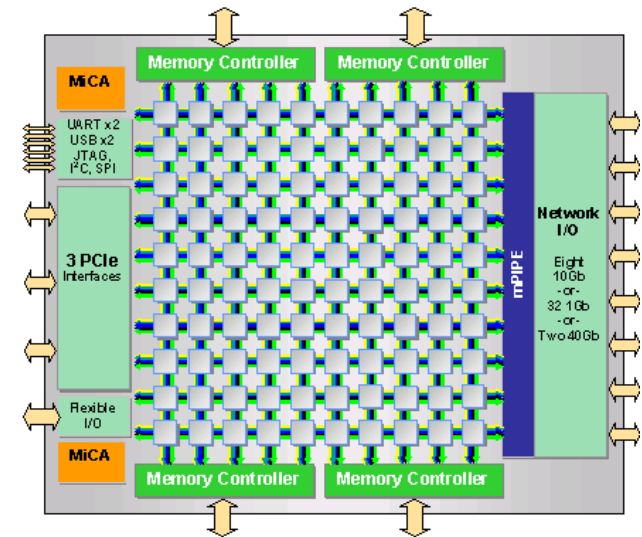 Memory Controller
Memory Controller
MiCA
UART x2
USB x2
JTAG,
I²C, SPI
3 PCIe
Interfaces
Flexible
I/O
MiCA
mPIPE
Network
I/O
Eight
10Gb
-or-
32 1Gb
-or-
Two 40Gb
Memory Controller
Memory Controller